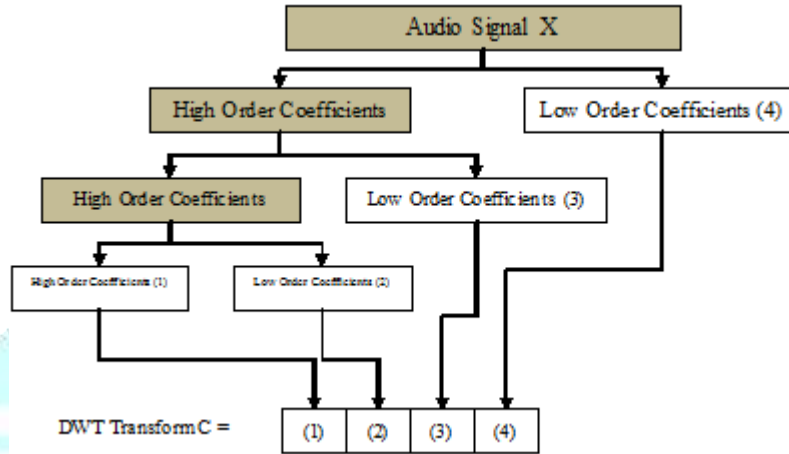 Audio Signal X
High Order Coefficients
Low Order Coefficients (4)
High Order Coefficients
Low Order Coefficients (3)
High Order Coefficients (1)
Low Order Coefficients (2)
DWT Transform C =
(1)
(2)
(3)
(4)